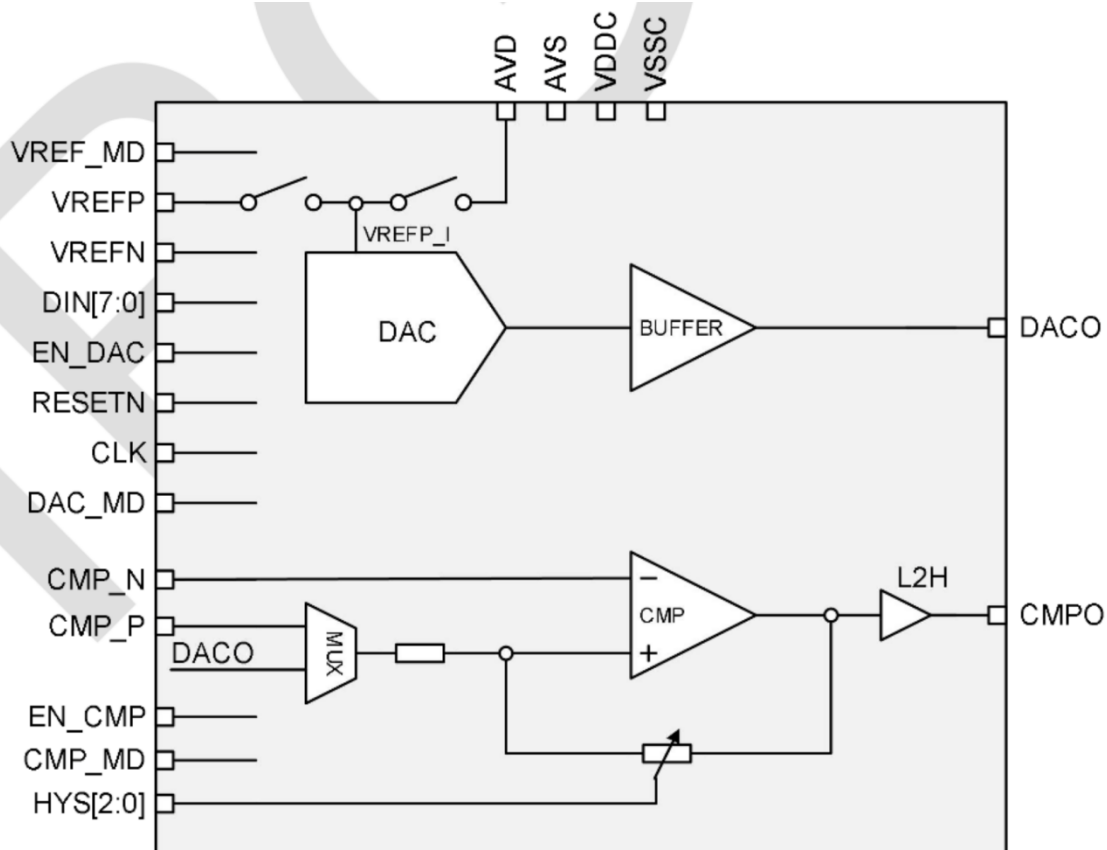 AVD
AVS
VDDC
VSSC
VREF_MD
VREFP
VREFP_I
VREFN
DIN[7:0]
DAC
BUFFER
DACO
EN_DAC
RESETN
CLK
DAC_MD
CMP_N
L2H
CMP
CMPO
CMP_P
MUX
DACO
EN_CMP
CMP_MD
HYS[2:0]